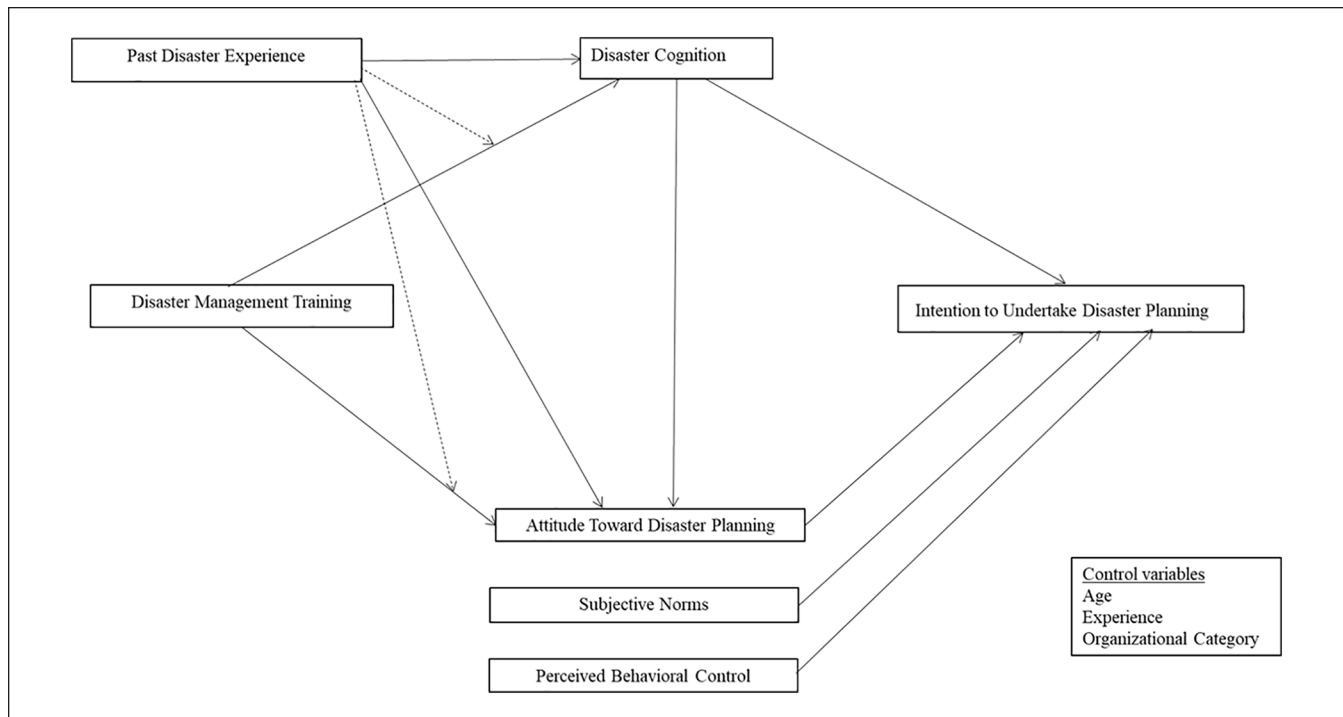 Past Disaster Experience
Disaster Cognition
Disaster Management Training
Intention to Undertake Disaster Planning
Attitude Toward Disaster Planning
Subjective Norms
Perceived Behavioral Control
Control variables
Age
Experience
Organizational Category